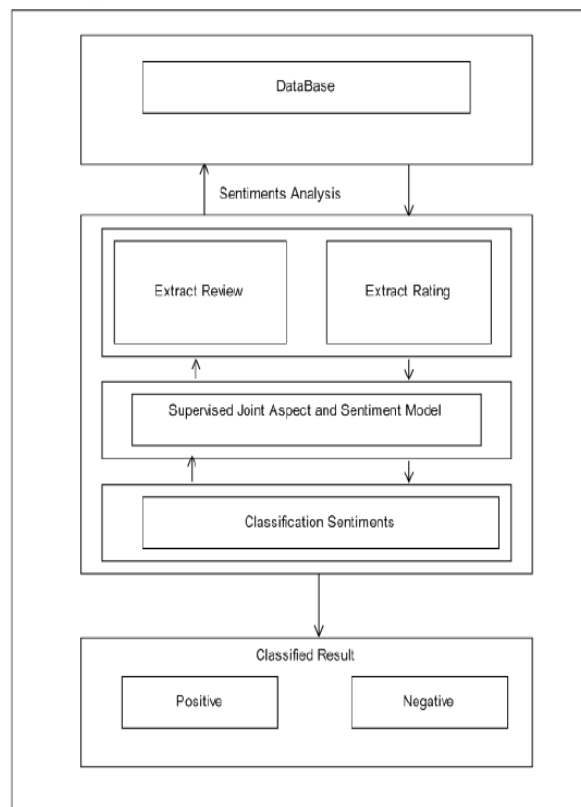 DataBase
Sentiments Analysis
Extract Review
Extract Rating
Supervised Joint Aspect and Sentiment Model
Classification Sentiments
Classified Result
Positive
Negative